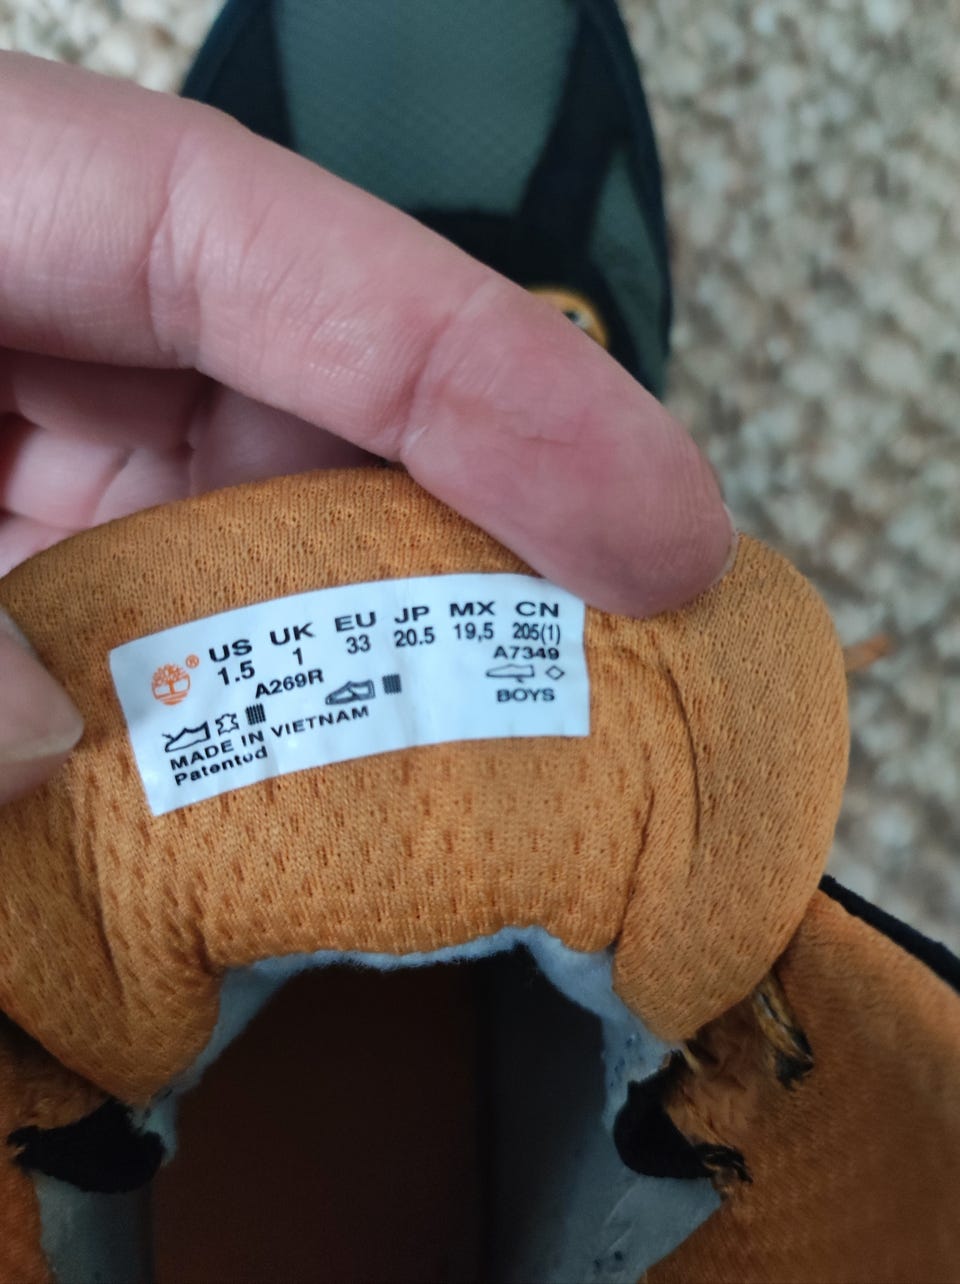 US UK EU JP MX CN
1.5 1 33 20.5 19,5 205(1)
A269R A7349
BOYS
MADE IN VIETNAM
Patented